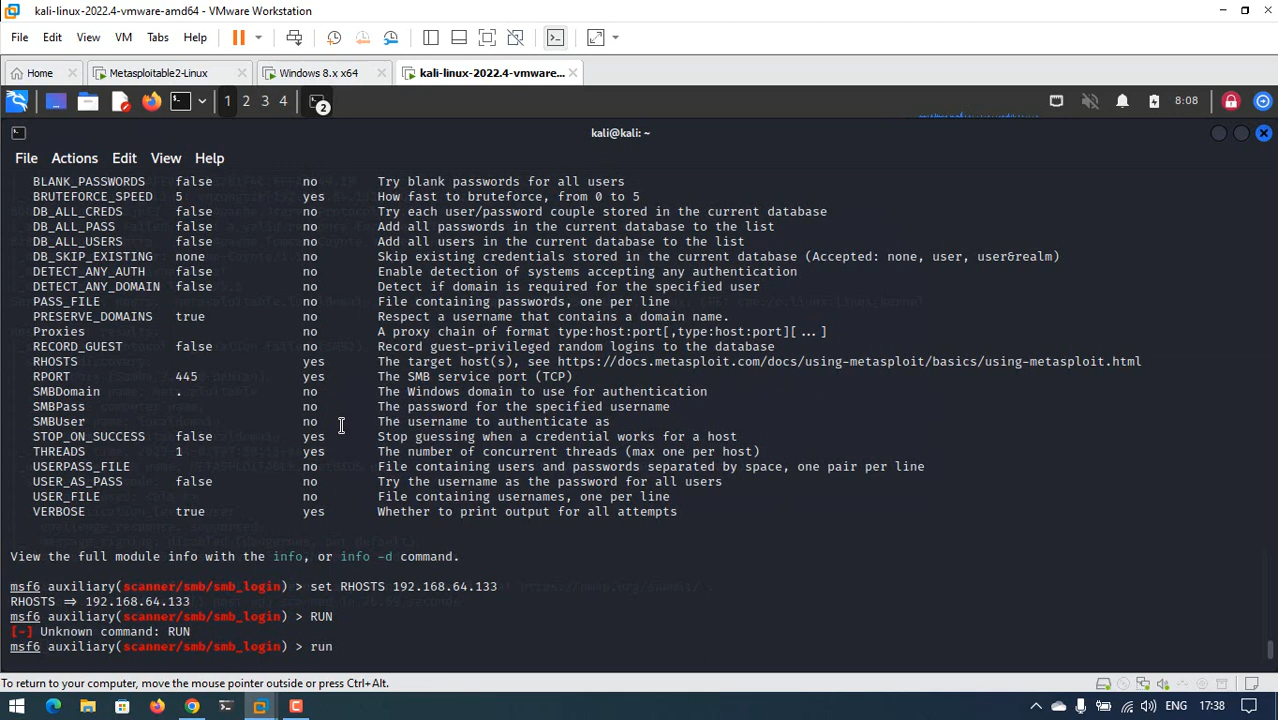 kali-linux-2022.4-vmware-amd64 - VMware Workstation
File Edit View VM Tabs Help
Home Metasploitable2-Linux Windows 8.x x64 kali-linux-2022.4-vmware...
1 2 3 4 2 8:08
kali@kali: ~
File Actions Edit View Help
BLANK_PASSWORDS false no Try blank passwords for all users
BRUTEFORCE_SPEED 5 yes How fast to bruteforce, from 0 to 5
DB_ALL_CREDS false no Try each user/password couple stored in the current database
DB_ALL_PASS false no Add all passwords in the current database to the list
DB_ALL_USERS false no Add all users in the current database to the list
DB_SKIP_EXISTING none no Skip existing credentials stored in the current database (Accepted: none, user, user&realm)
DETECT_ANY_AUTH false no Enable detection of systems accepting any authentication
DETECT_ANY_DOMAIN false no Detect if domain is required for the specified user
PASS_FILE no File containing passwords, one per line
PRESERVE_DOMAINS true no Respect a username that contains a domain name.
Proxies no A proxy chain of format type:host:port[,type:host:port][ ... ]
RECORD_GUEST false no Record guest-privileged random logins to the database
RHOSTS yes The target host(s), see https://docs.metasploit.com/docs/using-metasploit/basics/using-metasploit.html
RPORT 445 yes The SMB service port (TCP)
SMBDomain . no The Windows domain to use for authentication
SMBPass no The password for the specified username
SMBUser no The username to authenticate as
STOP_ON_SUCCESS false yes Stop guessing when a credential works for a host
THREADS 1 yes The number of concurrent threads (max one per host)
USERPASS_FILE no File containing users and passwords separated by space, one pair per line
USER_AS_PASS false no Try the username as the password for all users
USER_FILE no File containing usernames, one per line
VERBOSE true yes Whether to print output for all attempts
View the full module info with the info, or info -d command.
msf6 auxiliary(scanner/smb/smb_login) > set RHOSTS 192.168.64.133
RHOSTS ⇒ 192.168.64.133
msf6 auxiliary(scanner/smb/smb_login) > RUN
[-] Unknown command: RUN
msf6 auxiliary(scanner/smb/smb_login) > run
To return to your computer, move the mouse pointer outside or press Ctrl+Alt.
ENG 17:38